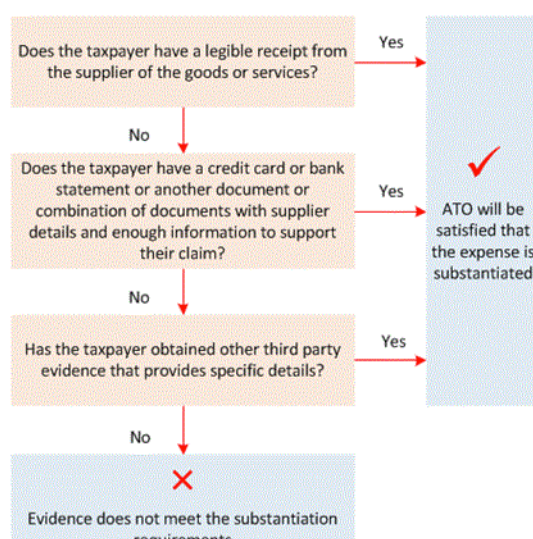 Does the taxpayer have a legible receipt from
the supplier of the goods or services?
Yes
No
Does the taxpayer have a credit card or bank
statement or another document or
combination of documents with supplier
details and enough information to support
their claim?
Yes
ATO will be
satisfied that
the expense is
substantiated
No
Has the taxpayer obtained other third party
evidence that provides specific details?
Yes
No
Evidence does not meet the substantiation